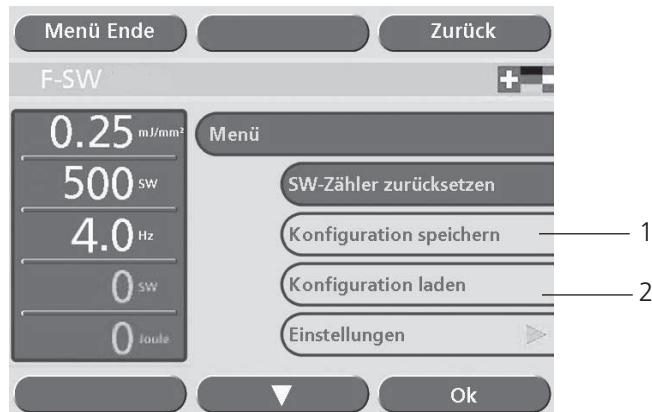 Menü Ende
Zurück
F-SW
0.25 mJ/mm²
Menü
500 SW
SW-Zähler zurücksetzen
4.0 Hz
Konfiguration speichern
1
0 SW
Konfiguration laden
2
0 Joule
Einstellungen
Ok